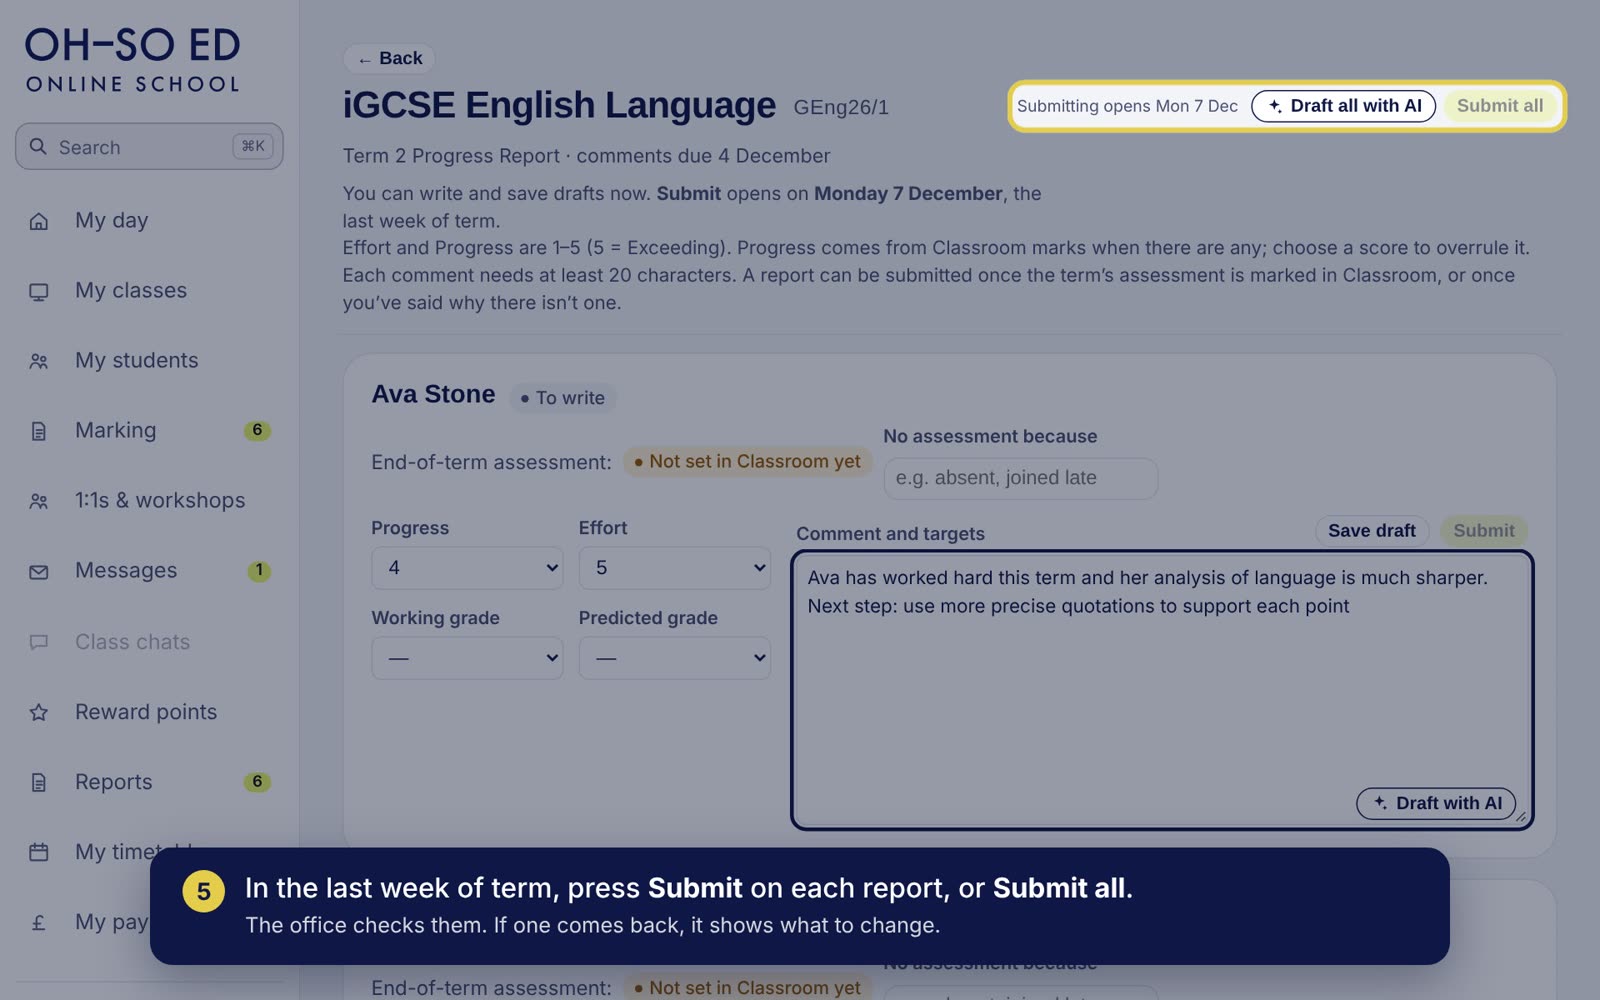 OH–SO ED
ONLINE SCHOOL
Search
⌘K
My day
My classes
My students
Marking
6
1:1s & workshops
Messages
1
Class chats
Reward points
Reports
6
My pay
← Back
iGCSE English Language GEng26/1
Submitting opens Mon 7 Dec
Draft all with AI
Submit all
Term 2 Progress Report · comments due 4 December
You can write and save drafts now. Submit opens on Monday 7 December, the
last week of term.
Effort and Progress are 1–5 (5 = Exceeding). Progress comes from Classroom marks when there are any; choose a score to overrule it.
Each comment needs at least 20 characters. A report can be submitted once the term’s assessment is marked in Classroom, or once
you’ve said why there isn’t one.
Ava Stone
• To write
End-of-term assessment:
• Not set in Classroom yet
No assessment because
e.g. absent, joined late
Progress
4
Effort
5
Working grade
—
Predicted grade
—
Comment and targets
Save draft
Submit
Ava has worked hard this term and her analysis of language is much sharper.
Next step: use more precise quotations to support each point
Draft with AI
5
In the last week of term, press Submit on each report, or Submit all.
The office checks them. If one comes back, it shows what to change.
No assessment because
End-of-term assessment:
• Not set in Classroom yet